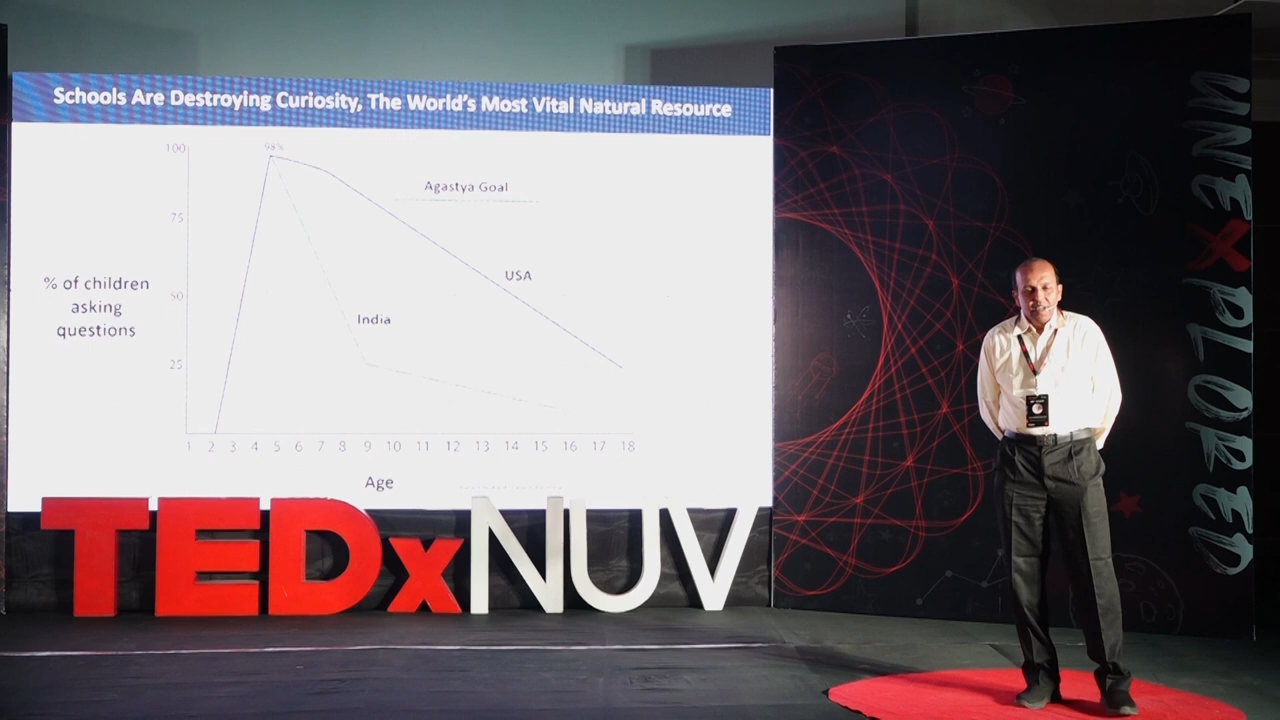 Schools Are Destroying Curiosity, The World's Most Vital Natural Resource
100
98%
Agastya Goal
75
USA
% of children
asking
questions
50
India
25
1 2 3 4 5 6 7 8 9 10 11 12 13 14 15 16 17 18
Age
TEDxNUV
UNEXPLORED